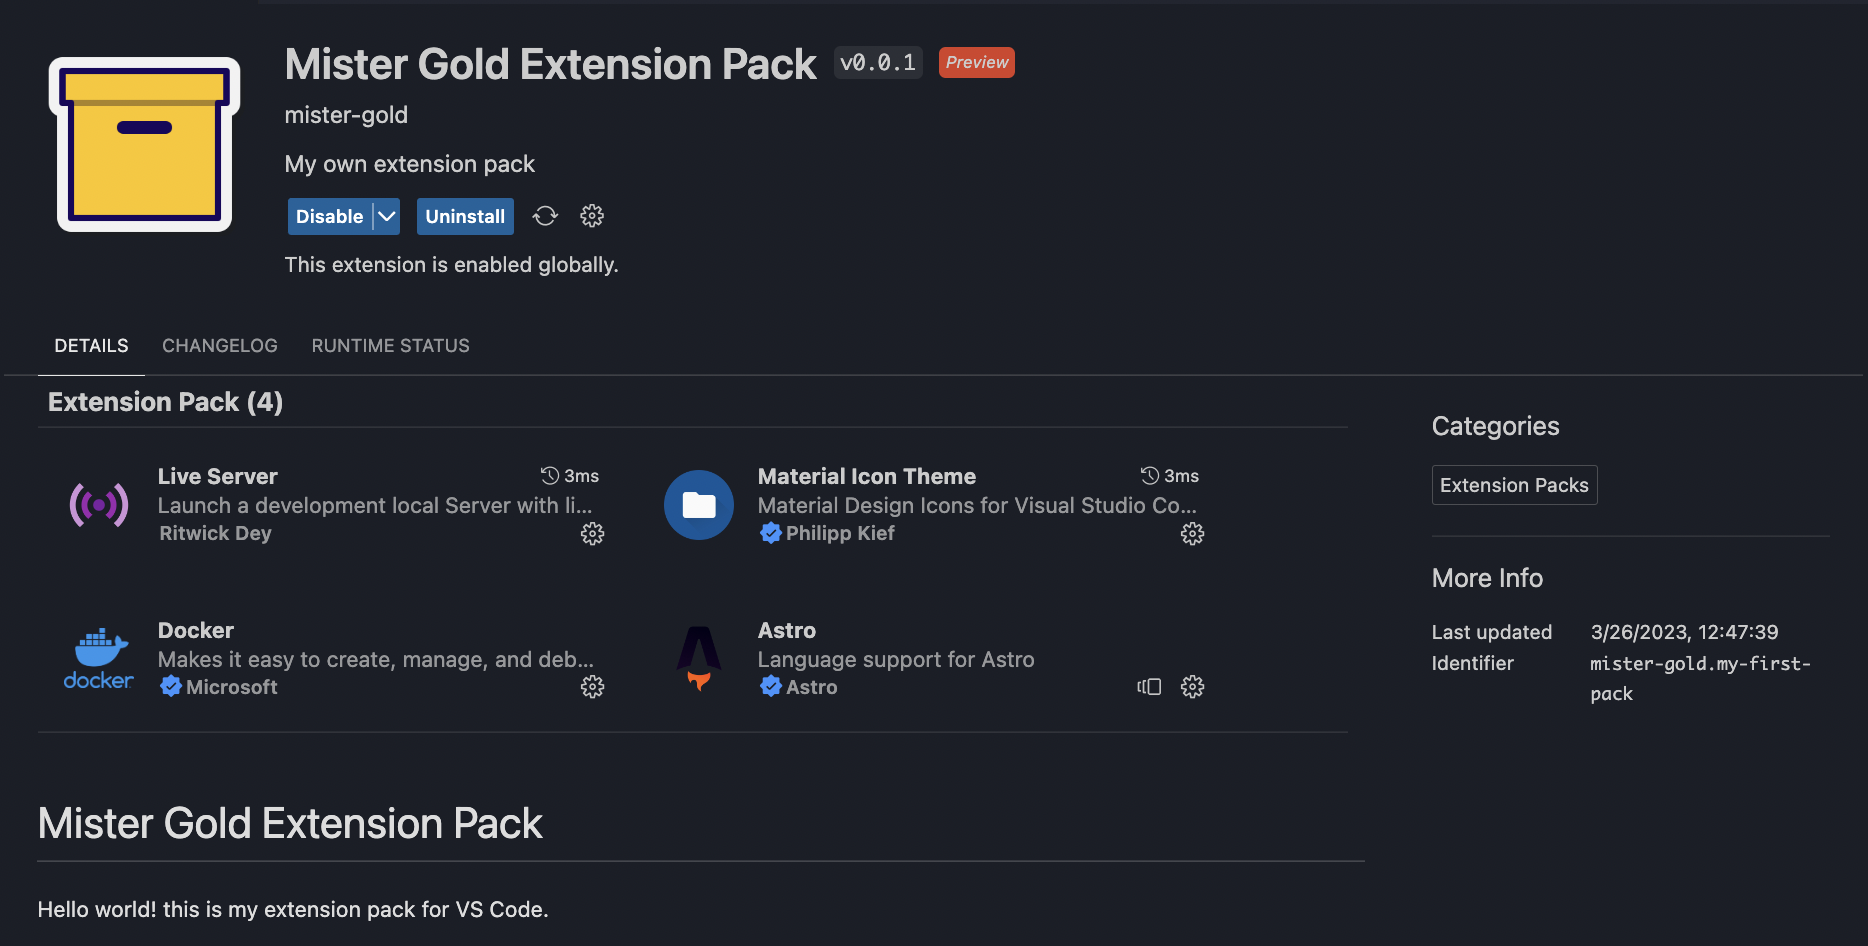 Mister Gold Extension Pack v0.0.1 Preview
mister-gold
My own extension pack
Disable Uninstall
This extension is enabled globally.
DETAILS CHANGELOG RUNTIME STATUS
Extension Pack (4)
Live Server 3ms
Launch a development local Server with li...
Ritwick Dey
Material Icon Theme 3ms
Material Design Icons for Visual Studio Co...
Philipp Kief
docker
Docker
Makes it easy to create, manage, and deb...
Microsoft
Astro
Language support for Astro
Astro
Categories
Extension Packs
More Info
Last updated 3/26/2023, 12:47:39
Identifier mister-gold.my-first-
pack
Mister Gold Extension Pack
Hello world! this is my extension pack for VS Code.